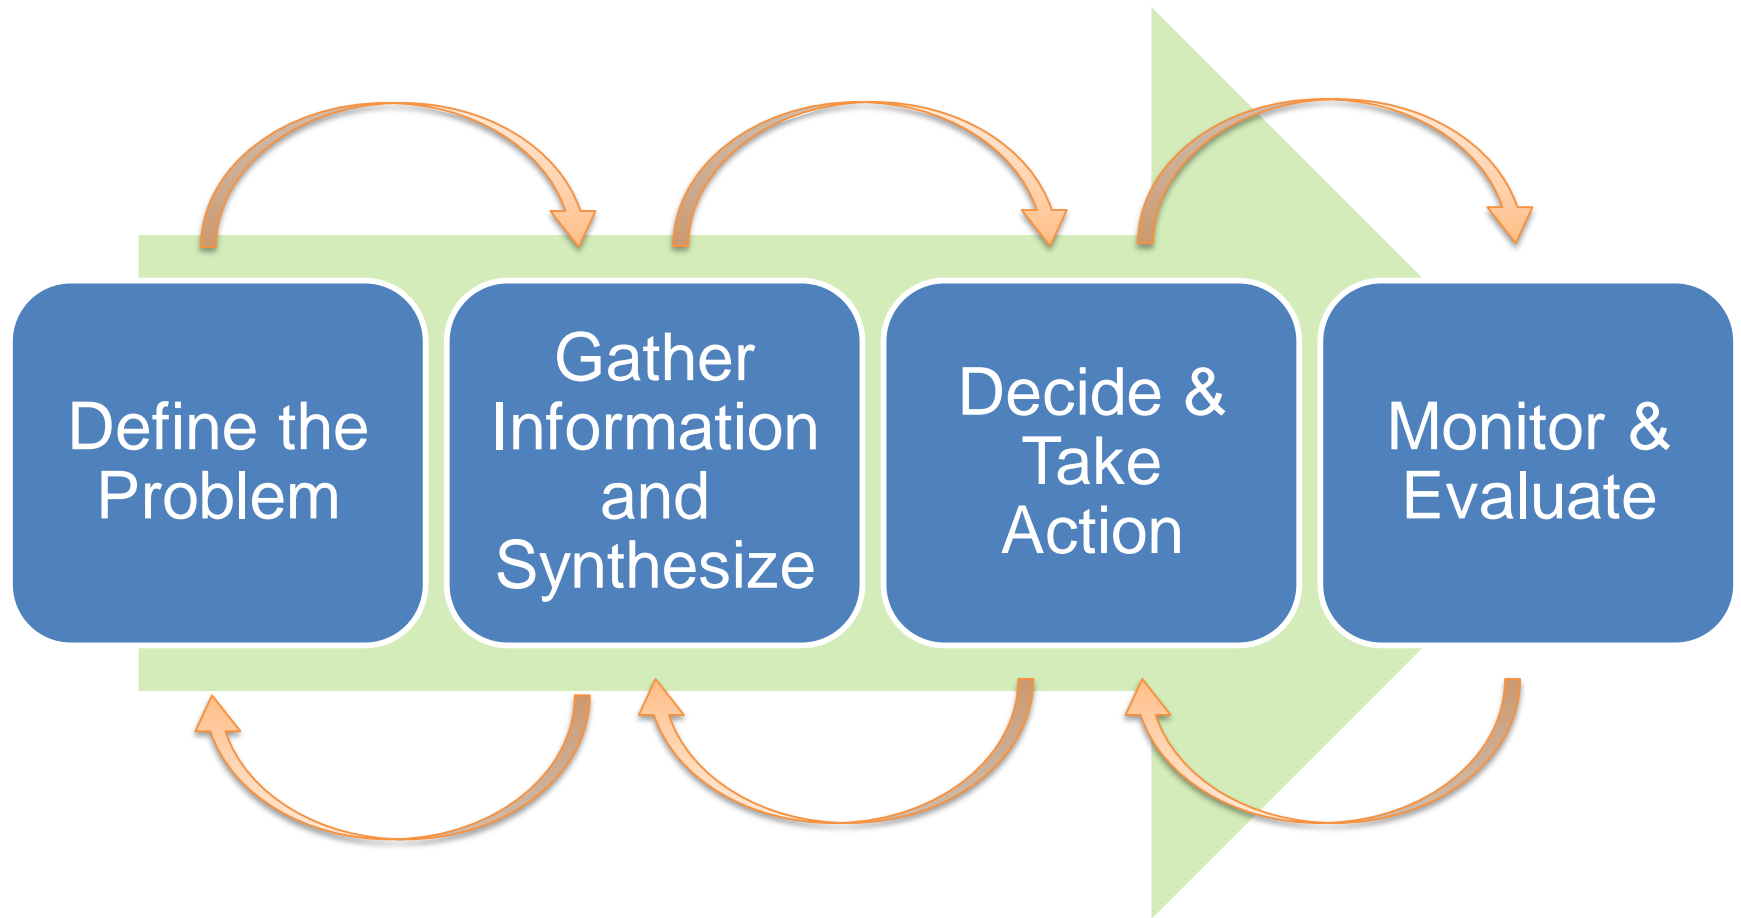 Define the
Problem
Gather
Information
and
Synthesize
Decide &
Take
Action
Monitor &
Evaluate